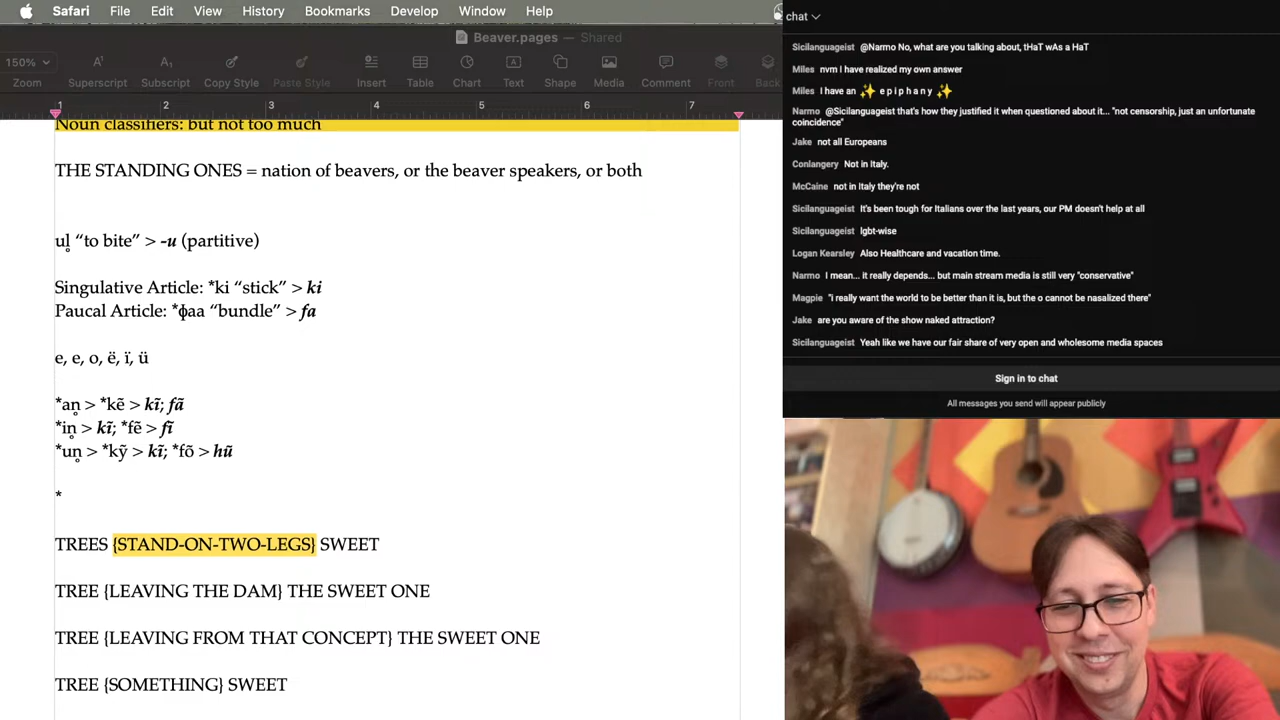 Safari File Edit View History Bookmarks Develop Window Help
Beaver.pages — Shared
150%
Zoom Superscript Subscript Copy Style Paste Style Insert Table Chart Text Shape Media Comment Front Back
1 2 3 4 5 6 7
Noun classifiers: but not too much
THE STANDING ONES = nation of beavers, or the beaver speakers, or both
ul̥ “to bite” > -u (partitive)
Singulative Article: *ki “stick” > ki
Paucal Article: *ɸaa “bundle” > fa
e, e, o, ë, ï, ü
*an̥ > *kẽ > kĩ; fã
*in̥ > kĩ; *fẽ > fĩ
*un̥ > *kỹ > kĩ; *fõ > hũ
*
TREES {STAND-ON-TWO-LEGS} SWEET
TREE {LEAVING THE DAM} THE SWEET ONE
TREE {LEAVING FROM THAT CONCEPT} THE SWEET ONE
TREE {SOMETHING} SWEET
chat
Sicilanguageist @Narmo No, what are you talking about, tHaT wAs a HaT
Miles nvm I have realized my own answer
Miles I have an ✨ e p i p h a n y ✨
Narmo @Sicilanguageist that's how they justified it when questioned about it... "not censorship, just an unfortunate
coincidence"
Jake not all Europeans
Conlangery Not in Italy.
McCaine not in Italy they're not
Sicilanguageist It's been tough for Italians over the last years, our PM doesn't help at all
Sicilanguageist lgbt-wise
Logan Kearsley Also Healthcare and vacation time.
Narmo I mean... it really depends... but main stream media is still very "conservative"
Magpie "I really want the world to be better than it is, but the o cannot be nasalized there"
Jake are you aware of the show naked attraction?
Sicilanguageist Yeah like we have our fair share of very open and wholesome media spaces
Sign in to chat
All messages you send will appear publicly